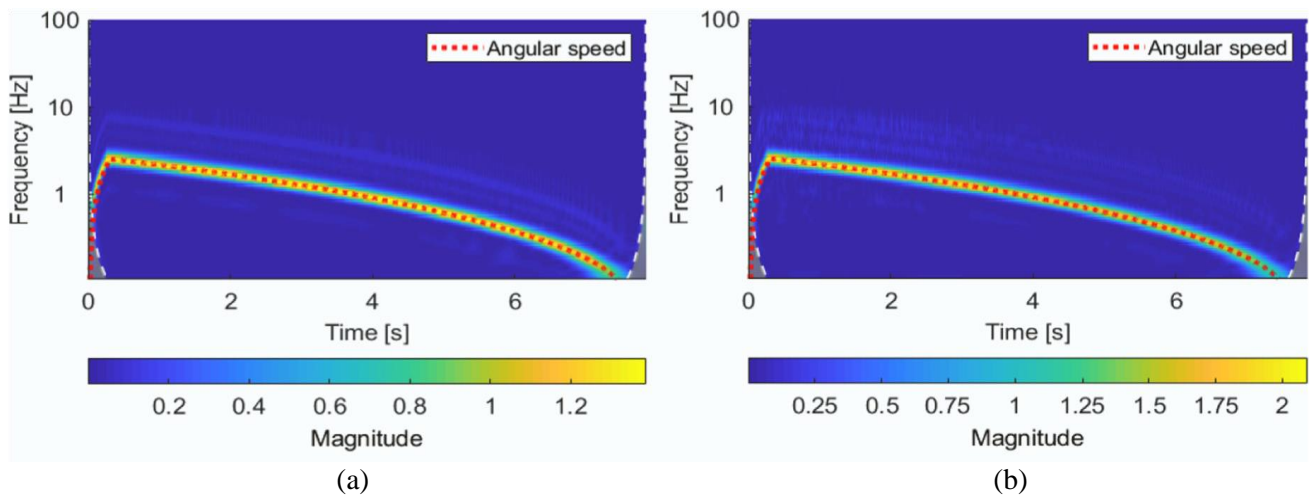 100
10
1
Frequency [Hz]
Angular speed
0 2 4 6
Time [s]
0.2 0.4 0.6 0.8 1 1.2
Magnitude
(a)
100
10
1
Frequency [Hz]
Angular speed
0 2 4 6
Time [s]
0.25 0.5 0.75 1 1.25 1.5 1.75 2
Magnitude
(b)